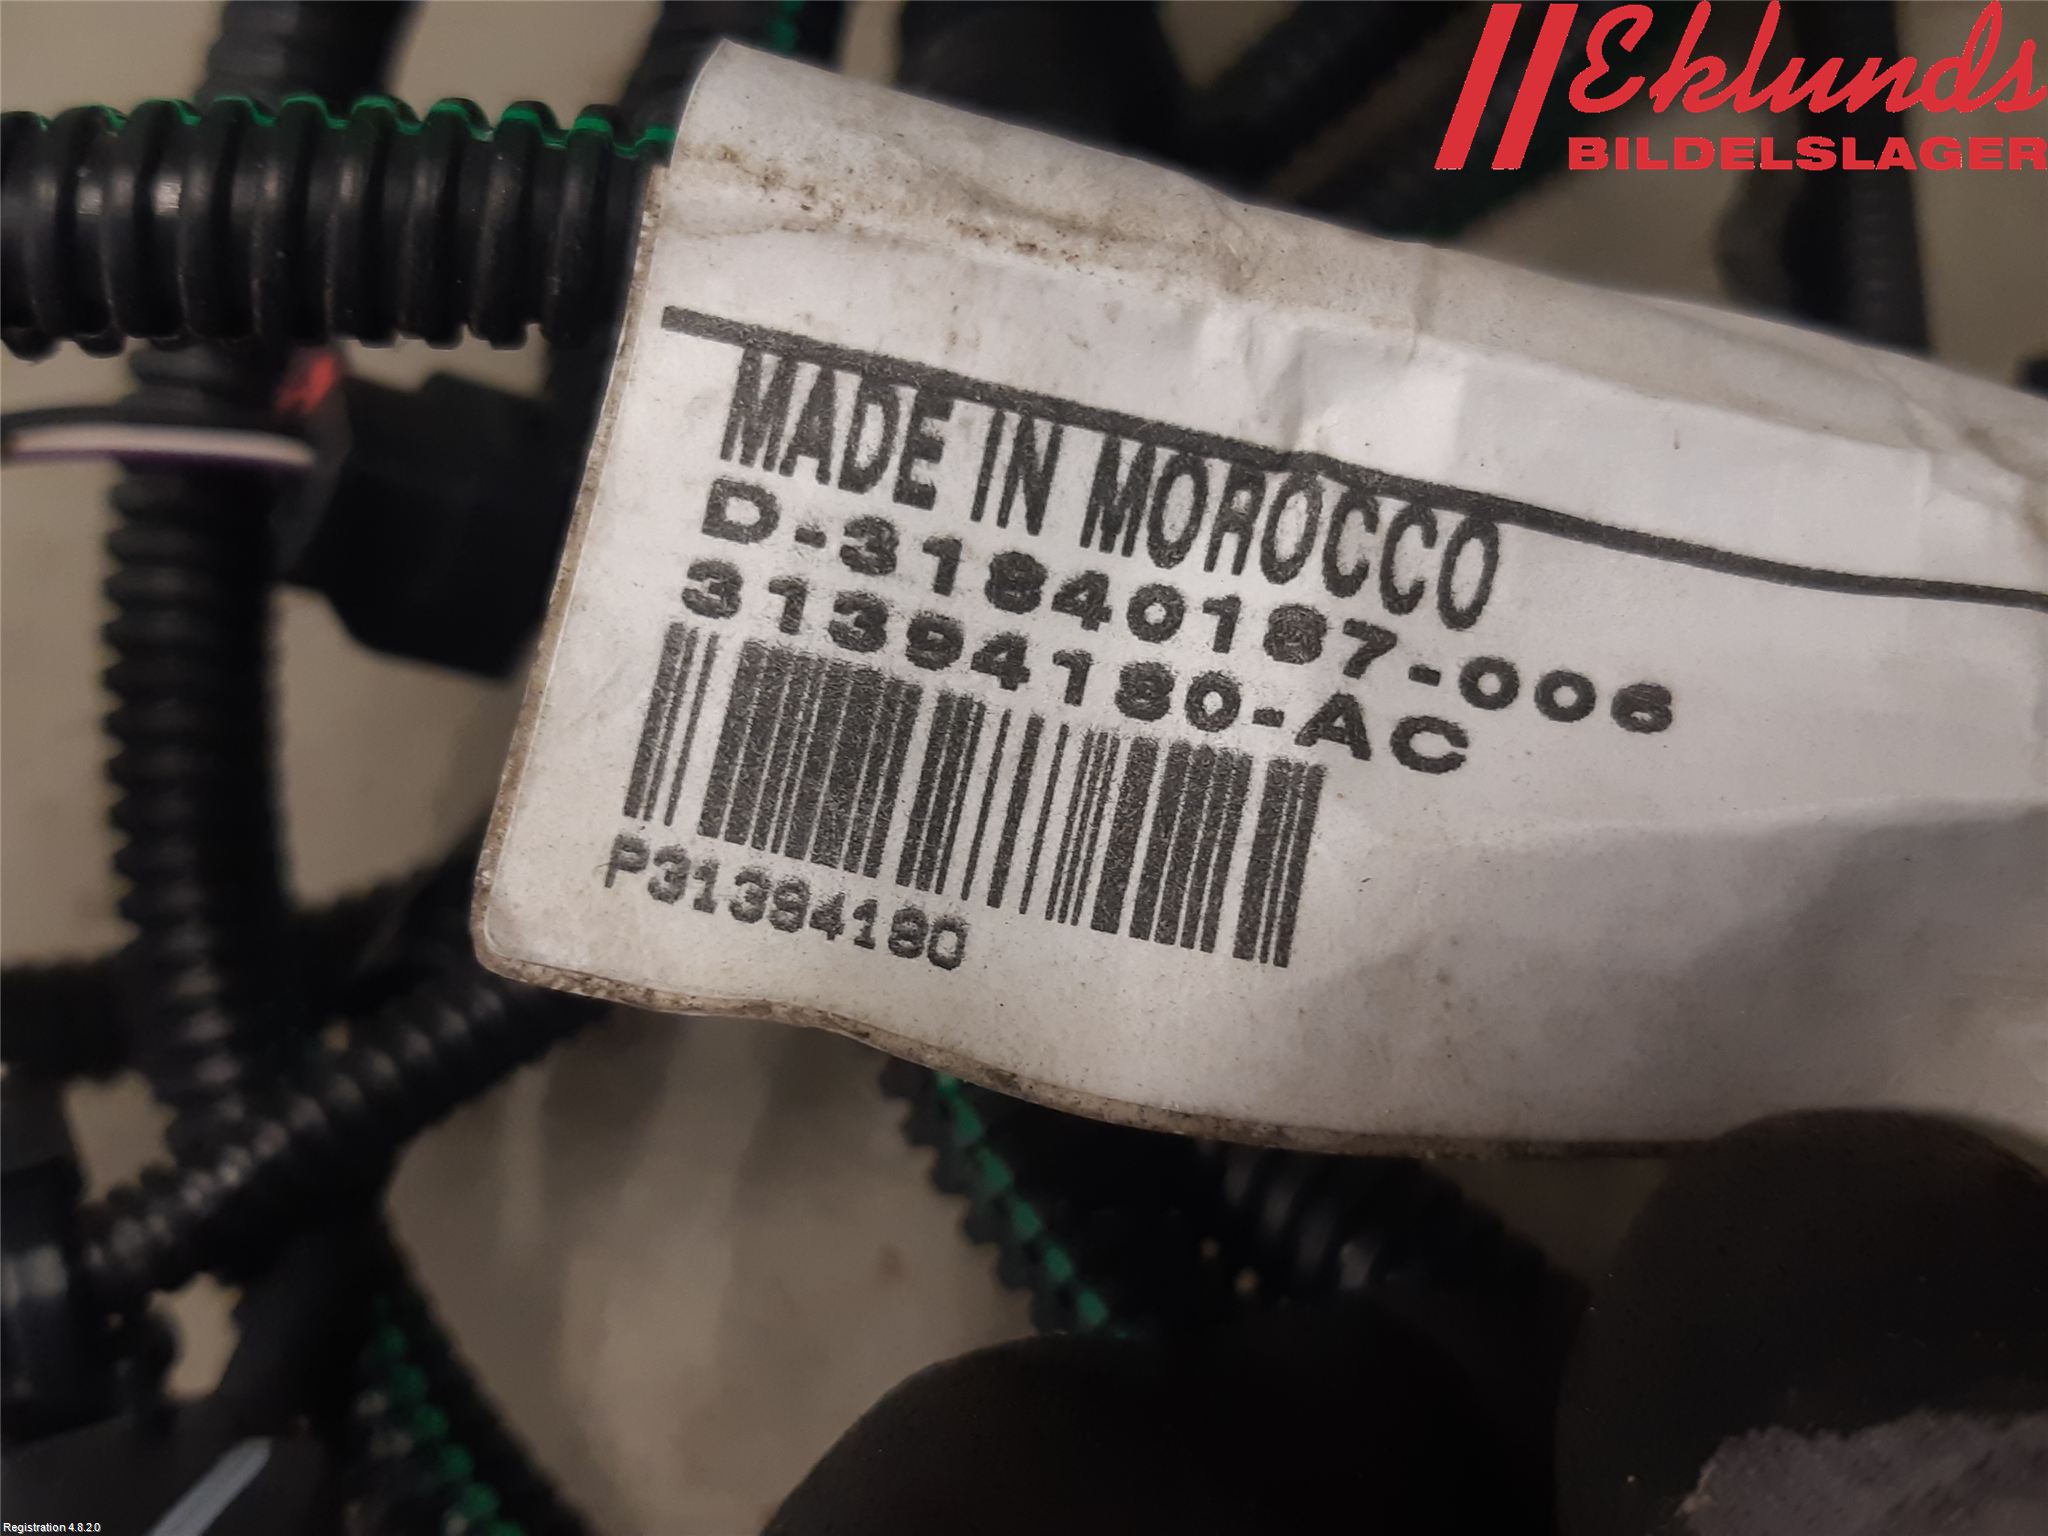 Eklunds
BILDELSLAGER
MADE IN MOROCCO
D-31840187-006
31394180-AC
P31394180
Registration 4.8.2.0